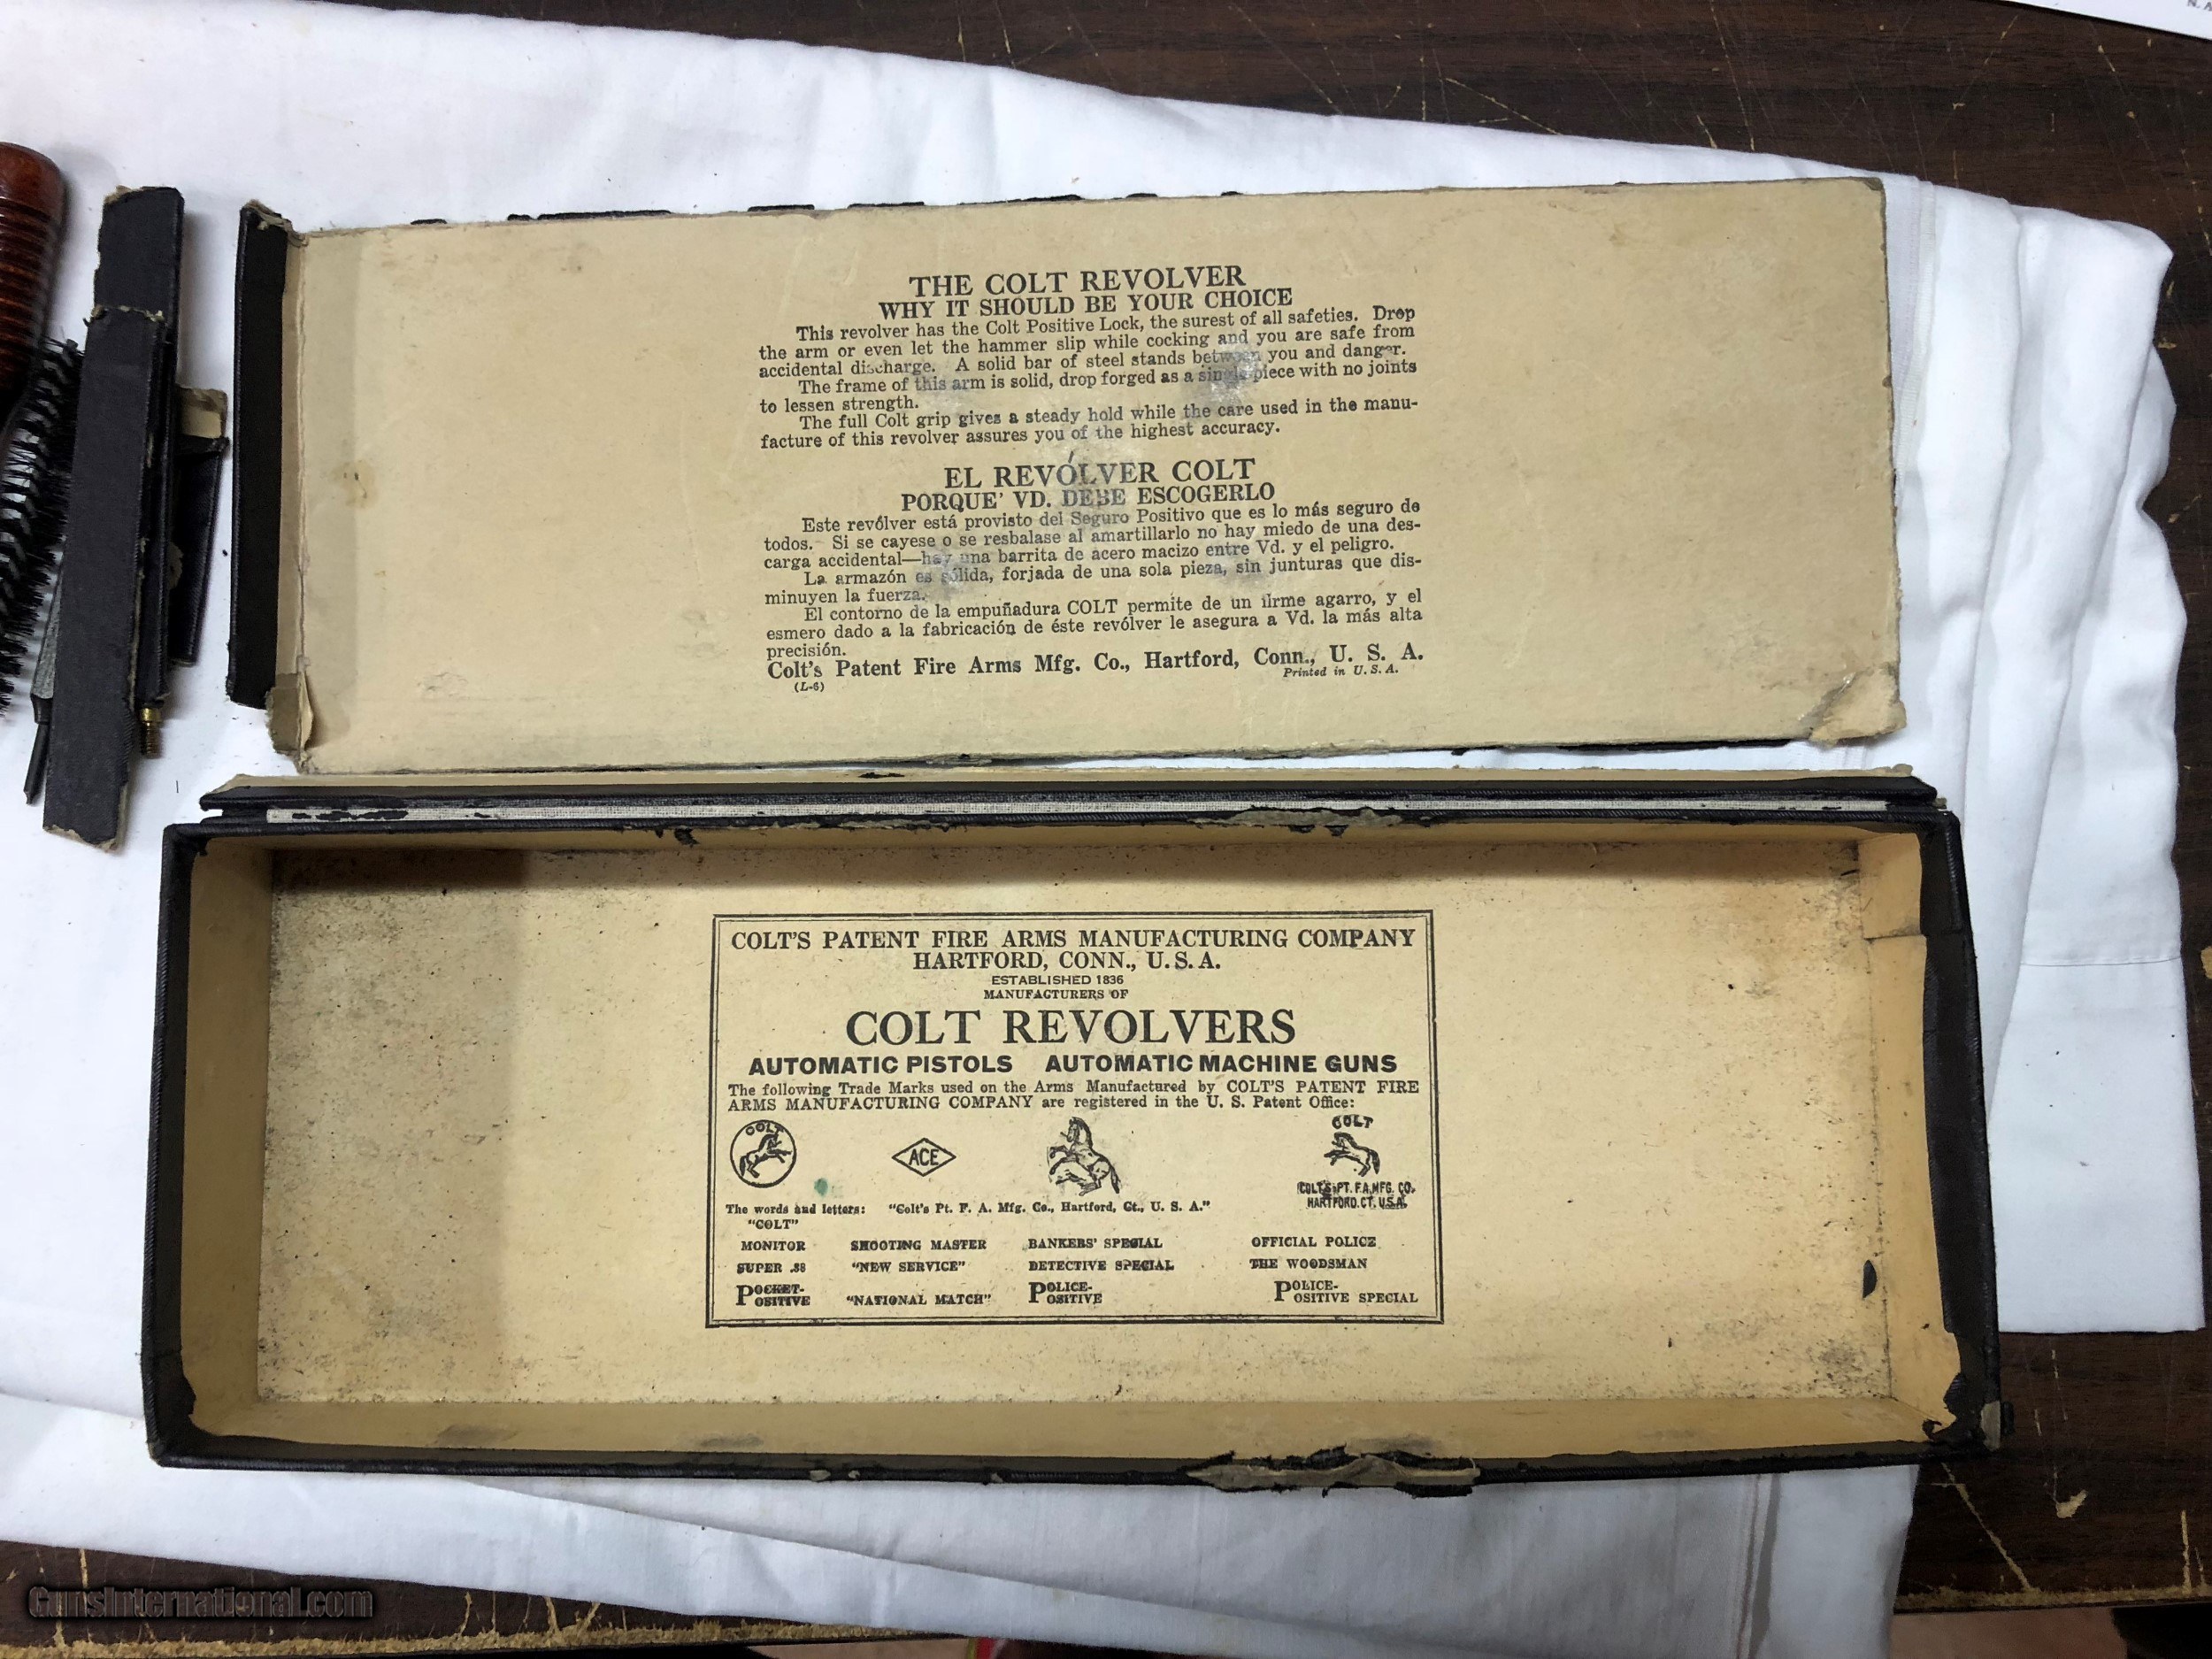 N. A
THE COLT REVOLVER
WHY IT SHOULD BE YOUR CHOICE
This revolver has the Colt Positive Lock, the surest of all safeties. Drop
the arm or even let the hammer slip while cocking and you are safe from
accidental discharge. A solid bar of steel stands between you and danger.
The frame of this arm is solid, drop forged as a single piece with no joints
to lessen strength.
The full Colt grip gives a steady hold while the care used in the manu-
facture of this revolver assures you of the highest accuracy.
EL REVÓLVER COLT
PORQUE' VD. DEBE ESCOGERLO
Este revólver está provisto del Seguro Positivo que es lo más seguro de
todos. Si se cayese o se resbalase al amartillarlo no hay miedo de una des-
carga accidental—hay una barrita de acero macizo entre Vd. y el peligro.
La armazón es sólida, forjada de una sola pieza, sin junturas que dis-
minuyen la fuerza.
El contorno de la empuñadura COLT permite de un firme agarro, y el
esmero dado a la fabricación de éste revólver le asegura a Vd. la más alta
precisión.
Colt's Patent Fire Arms Mfg. Co., Hartford, Conn., U. S. A.
(L-6) Printed in U. S. A.
COLT'S PATENT FIRE ARMS MANUFACTURING COMPANY
HARTFORD, CONN., U. S. A.
ESTABLISHED 1836
MANUFACTURERS OF
COLT REVOLVERS
AUTOMATIC PISTOLS AUTOMATIC MACHINE GUNS
The following Trade Marks used on the Arms Manufactured by COLT'S PATENT FIRE
ARMS MANUFACTURING COMPANY are registered in the U. S. Patent Office:
COLT
ACE
COLT
COLT'S PT. F.A. MFG. CO.
HARTFORD. CT. U.S.A.
The words and letters: "Colt's Pt. F. A. Mfg. Co., Hartford, Ct., U. S. A."
"COLT"
MONITOR SHOOTING MASTER BANKERS' SPECIAL OFFICIAL POLICE
SUPER .38 "NEW SERVICE" DETECTIVE SPECIAL THE WOODSMAN
POCKET-POSITIVE "NATIONAL MATCH" POLICE-POSITIVE POLICE-POSITIVE SPECIAL
GunsInternational.com